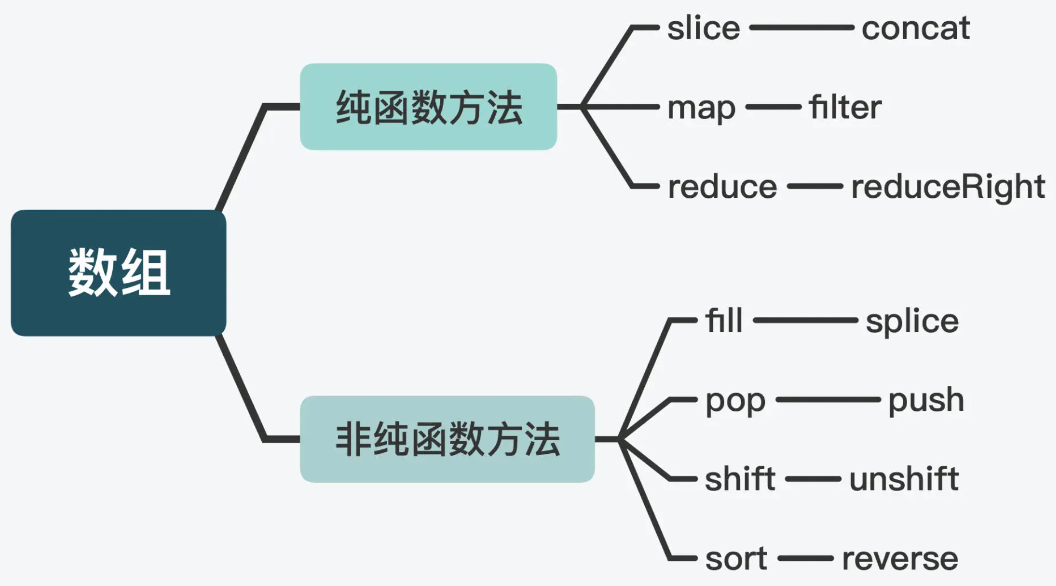 数组
纯函数方法
slice concat
map filter
reduce reduceRight
非纯函数方法
fill splice
pop push
shift unshift
sort reverse